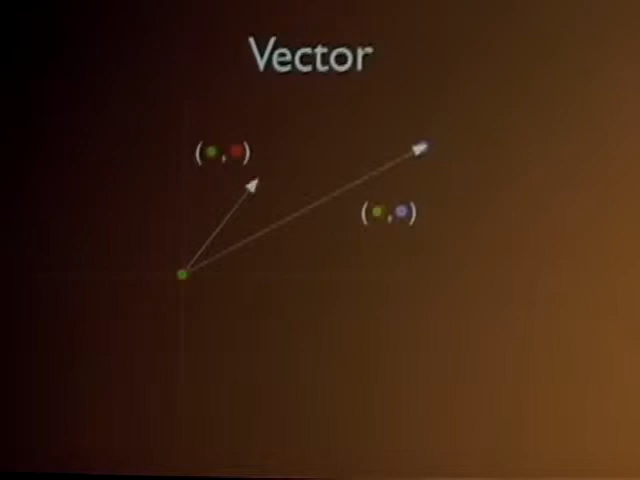 Vector
( , )
( , )